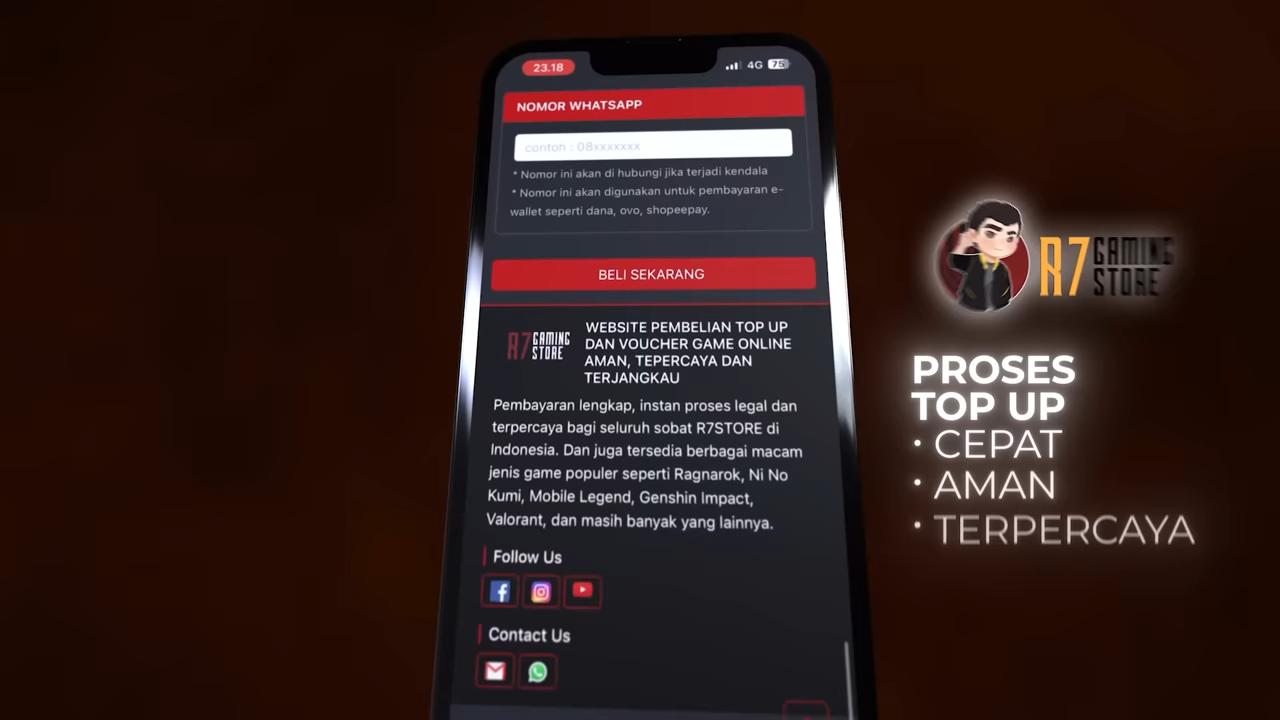 23.18
4G 75
NOMOR WHATSAPP
contoh : 08xxxxxxx
* Nomor ini akan di hubungi jika terjadi kendala
* Nomor ini akan digunakan untuk pembayaran e-
wallet seperti dana, ovo, shopeepay.
BELI SEKARANG
R7 GAMING
STORE
WEBSITE PEMBELIAN TOP UP
DAN VOUCHER GAME ONLINE
AMAN, TEPERCAYA DAN
TERJANGKAU
Pembayaran lengkap, instan proses legal dan
terpercaya bagi seluruh sobat R7STORE di
Indonesia. Dan juga tersedia berbagai macam
jenis game populer seperti Ragnarok, Ni No
Kumi, Mobile Legend, Genshin Impact,
Valorant, dan masih banyak yang lainnya.
Follow Us
Contact Us
R7 GAMING
STORE
PROSES
TOP UP
• CEPAT
• AMAN
• TERPERCAYA